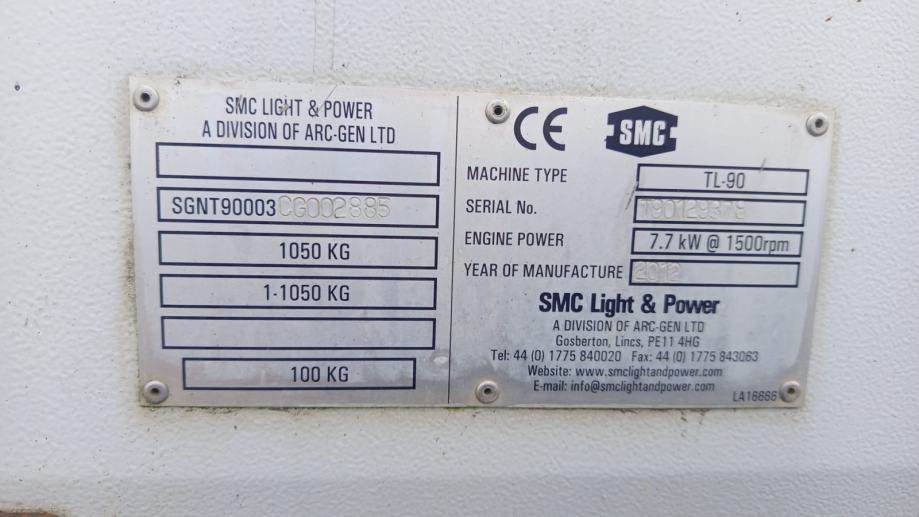 SMC LIGHT & POWER
A DIVISION OF ARC-GEN LTD
SGNT90003CG002885
1050 KG
1-1050 KG
100 KG
CE
SMC
MACHINE TYPE TL-90
SERIAL No. T90129378
ENGINE POWER 7.7 kW @ 1500rpm
YEAR OF MANUFACTURE 2012
SMC Light & Power
A DIVISION OF ARC-GEN LTD
Gosberton, Lincs, PE11 4HG
Tel: 44 (0) 1775 840020 Fax: 44 (0) 1775 843063
Website: www.smclightandpower.com
E-mail: info@smclightandpower.com
LA16666